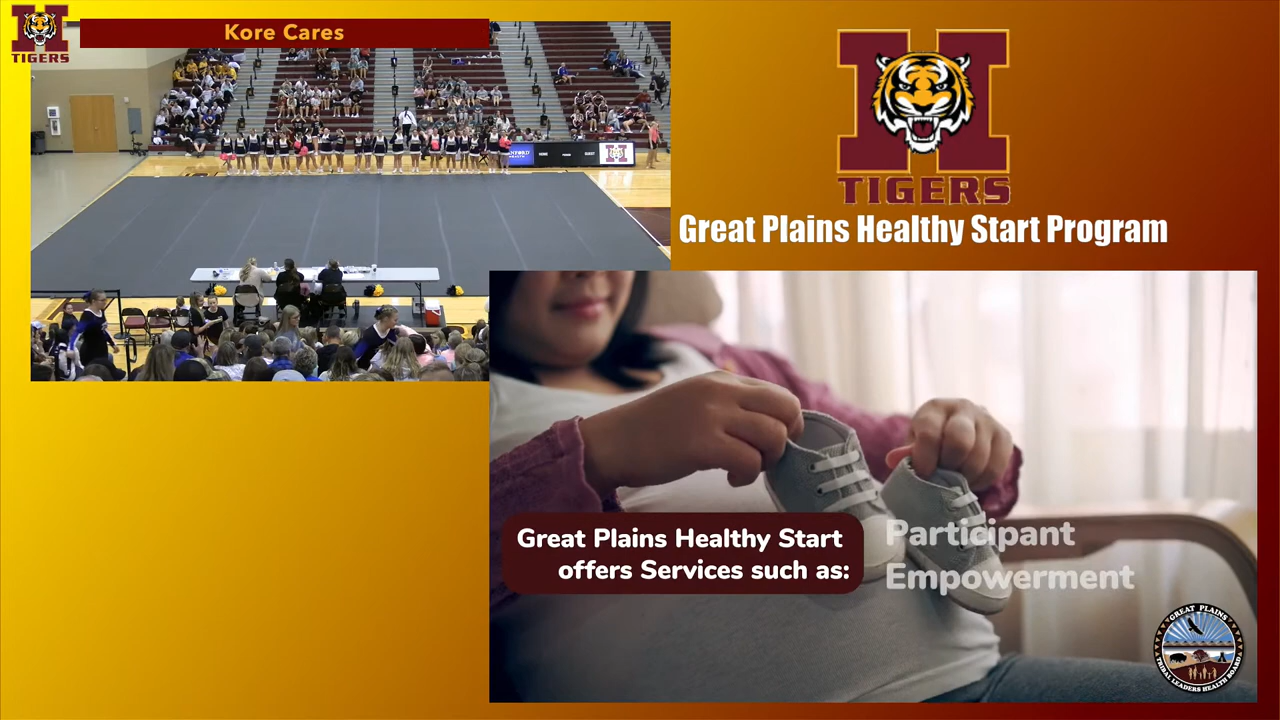 H
TIGERS
Kore Cares
H
TIGERS
Great Plains Healthy Start Program
Great Plains Healthy Start
offers Services such as:
Participant
Empowerment
GREAT PLAINS
TRIBAL LEADERS HEALTH BOARD